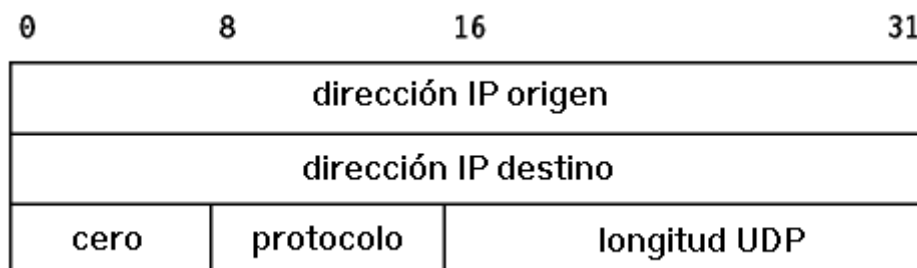 0 8 16 31
dirección IP origen
dirección IP destino
cero protocolo longitud UDP